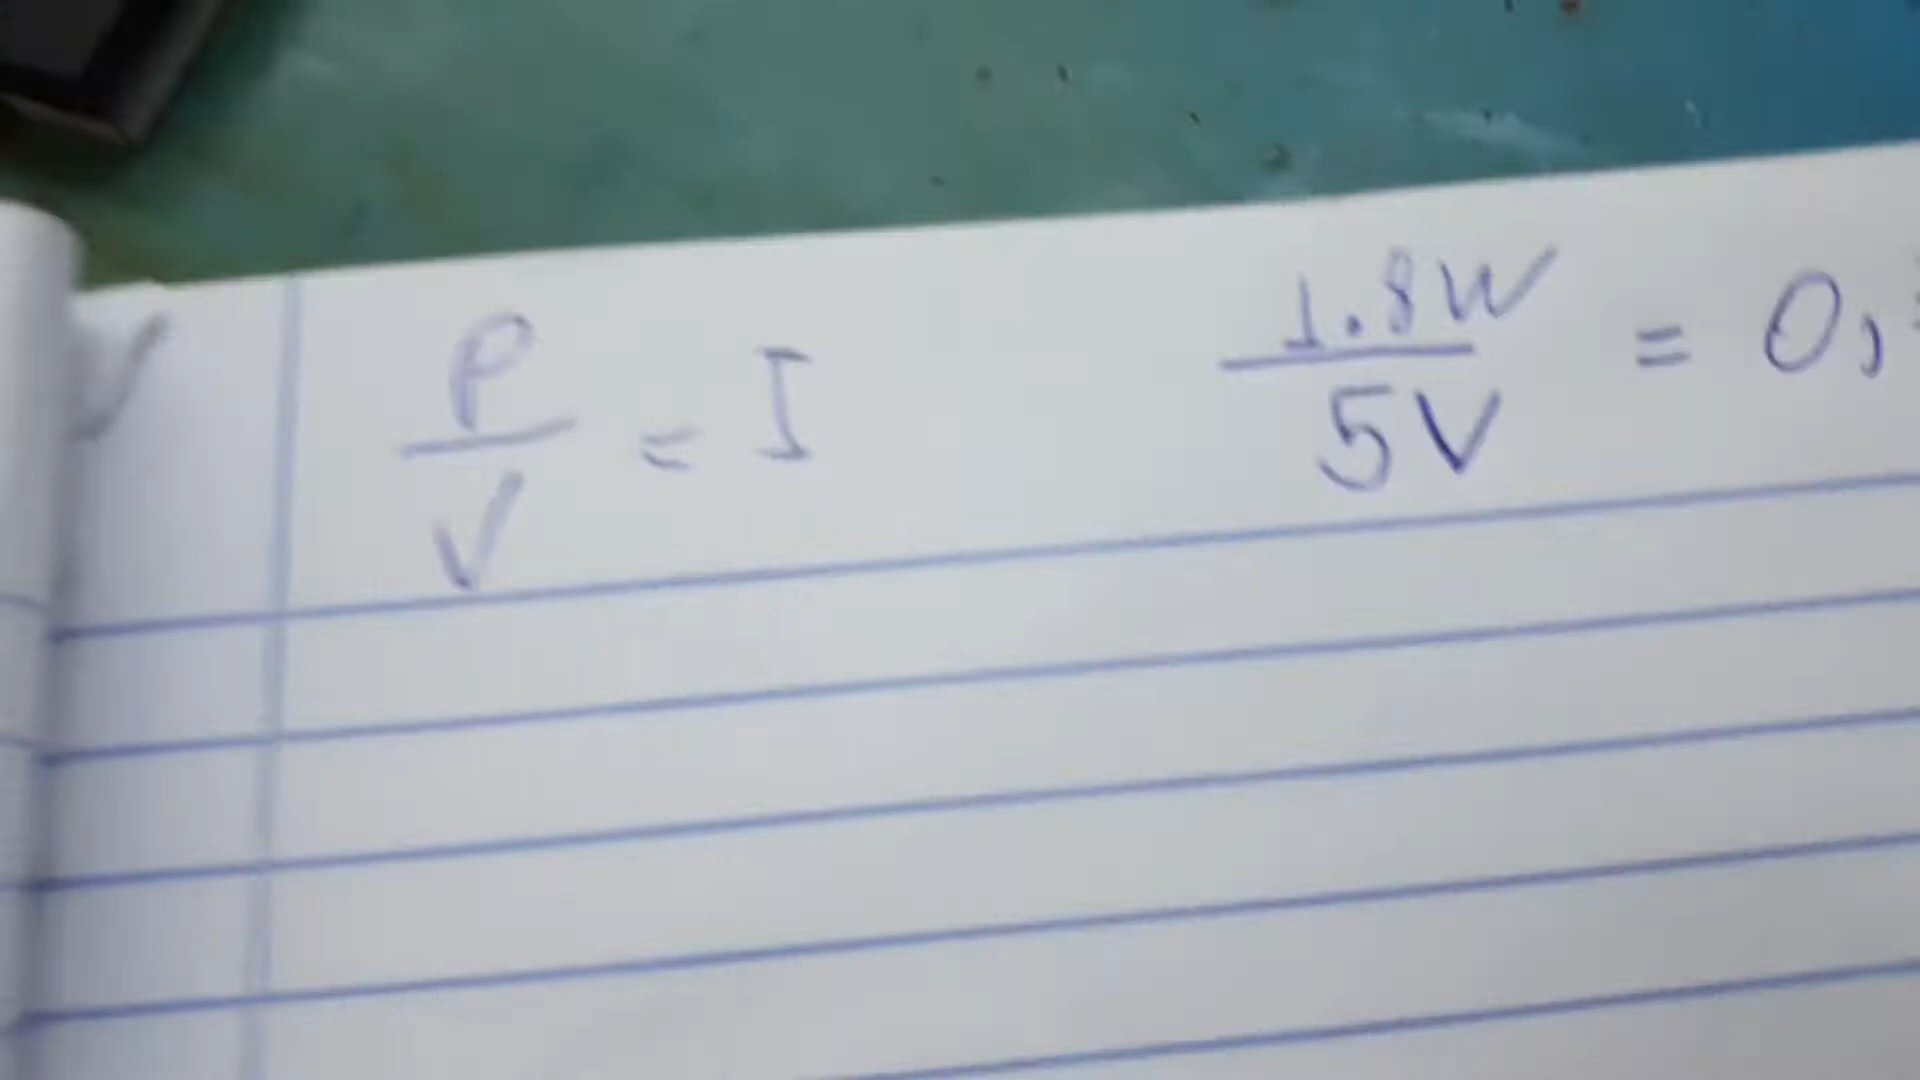 P/V = I
1.8W/5V = 0,